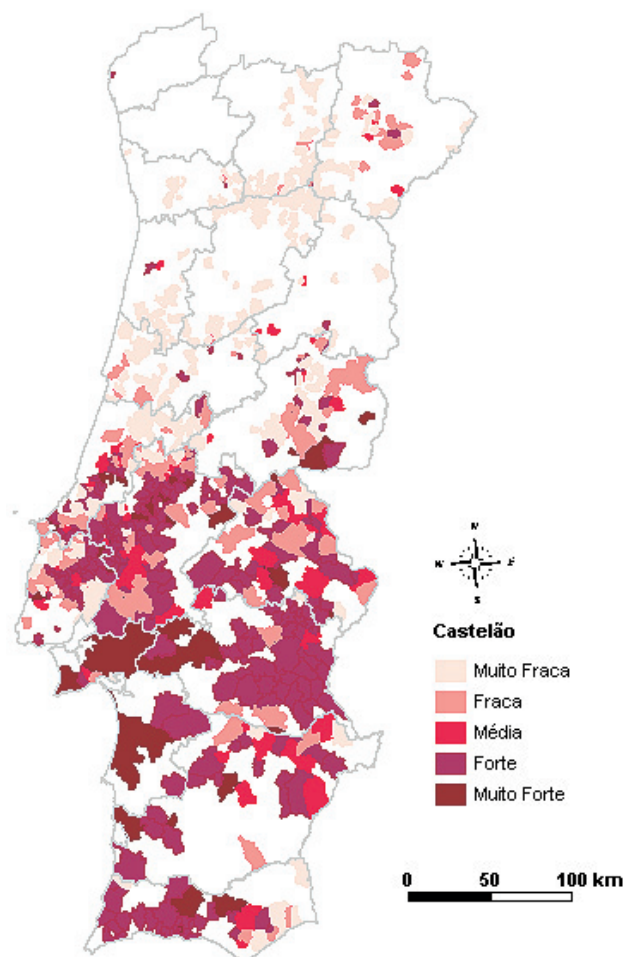 N
W E
S
Castelão
Muito Fraca
Fraca
Média
Forte
Muito Forte
0 50 100 km